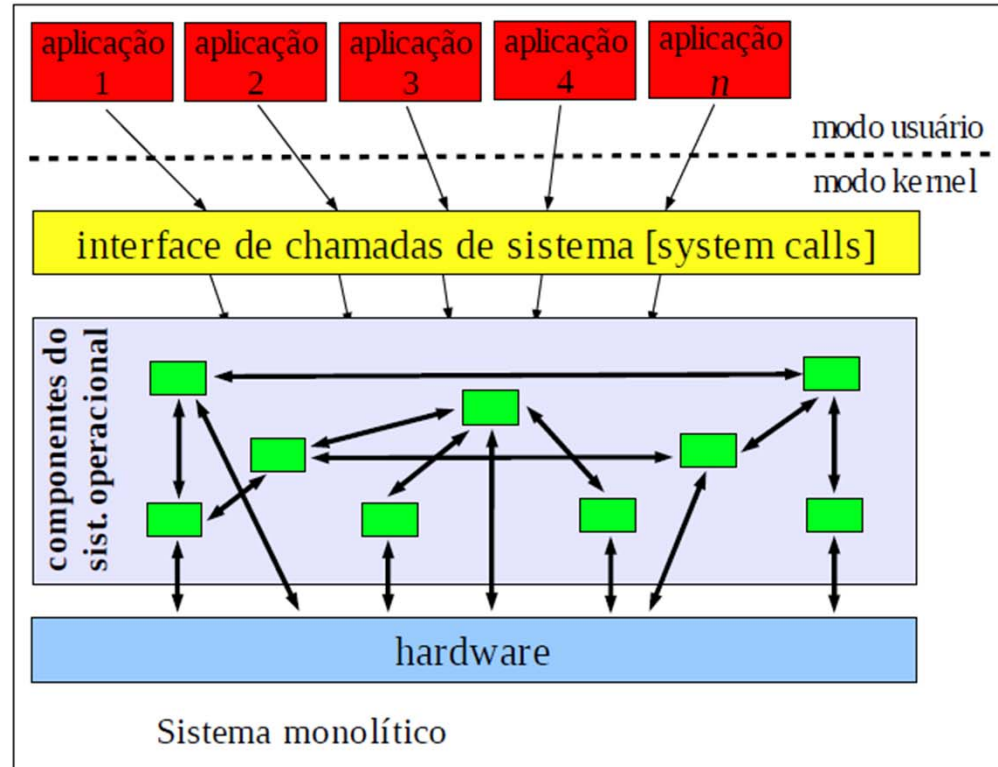 aplicação
1
aplicação
2
aplicação
3
aplicação
4
aplicação
n
modo usuário
modo kernel
interface de chamadas de sistema [system calls]
componentes do
sist. operacional
hardware
Sistema monolítico